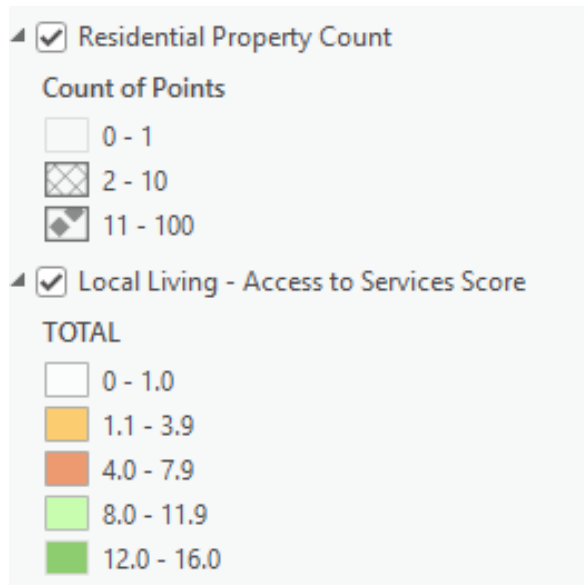 Residential Property Count
Count of Points
0 - 1
2 - 10
11 - 100
Local Living - Access to Services Score
TOTAL
0 - 1.0
1.1 - 3.9
4.0 - 7.9
8.0 - 11.9
12.0 - 16.0